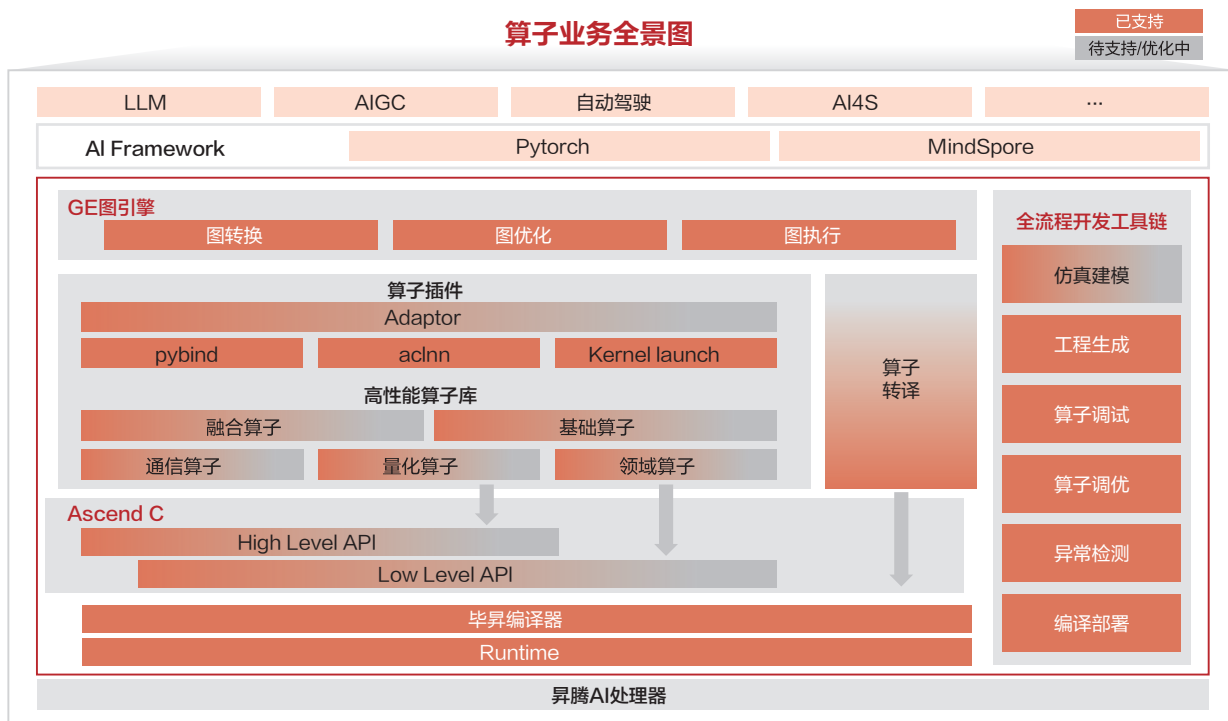 算子业务全景图
已支持
待支持/优化中
LLM
AIGC
自动驾驶
AI4S
...
AI Framework
Pytorch
MindSpore
GE图引擎
图转换
图优化
图执行
算子插件
Adaptor
pybind
aclnn
Kernel launch
高性能算子库
融合算子
基础算子
通信算子
量化算子
领域算子
算子
转译
Ascend C
High Level API
Low Level API
毕昇编译器
Runtime
全流程开发工具链
仿真建模
工程生成
算子调试
算子调优
异常检测
编译部署
昇腾AI处理器